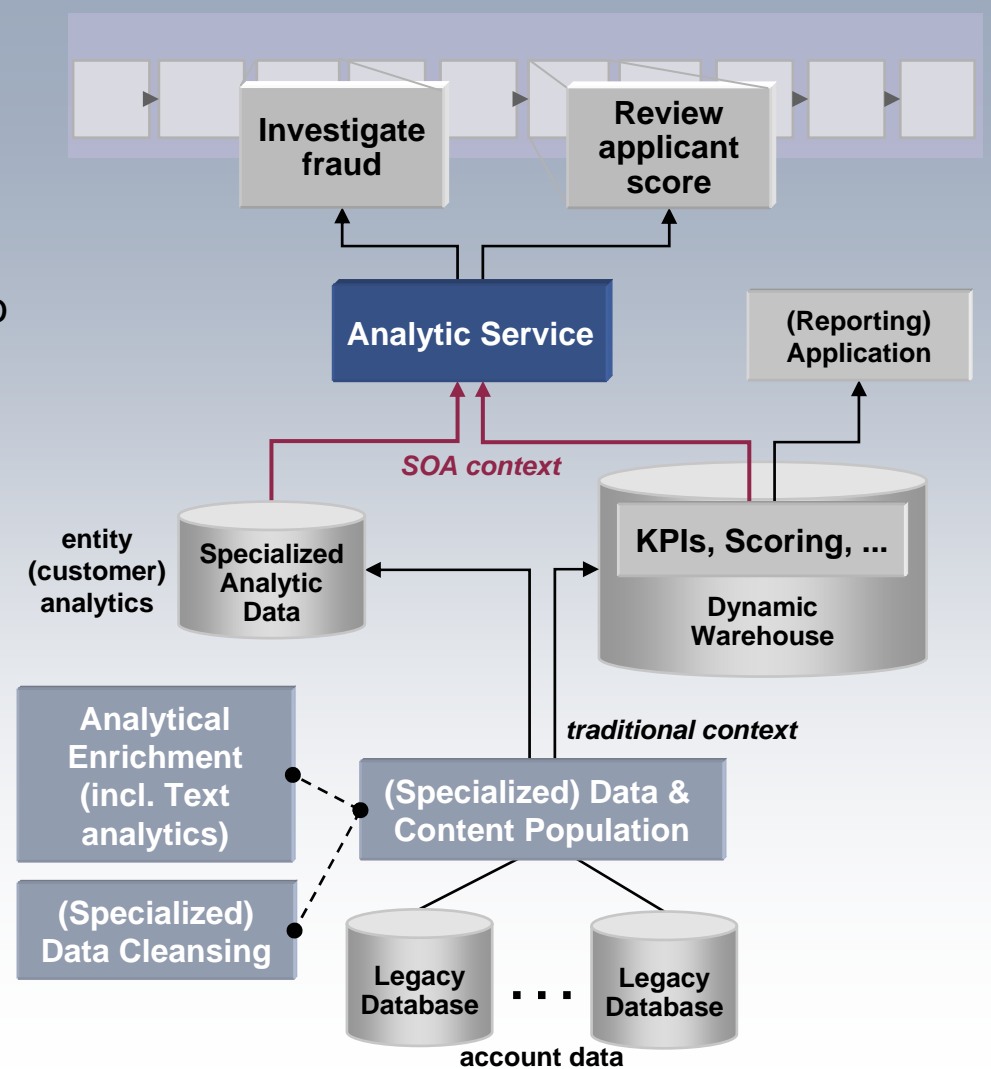 Investigate
fraud
Review
applicant
score
o
Analytic Service
(Reporting)
Application
SOA context
entity
(customer)
analytics
Specialized
Analytic
Data
KPIs, Scoring, ...
Dynamic
Warehouse
traditional context
Analytical
Enrichment
(incl. Text
analytics)
(Specialized) Data &
Content Population
(Specialized)
Data Cleansing
Legacy
Database
. . .
Legacy
Database
account data